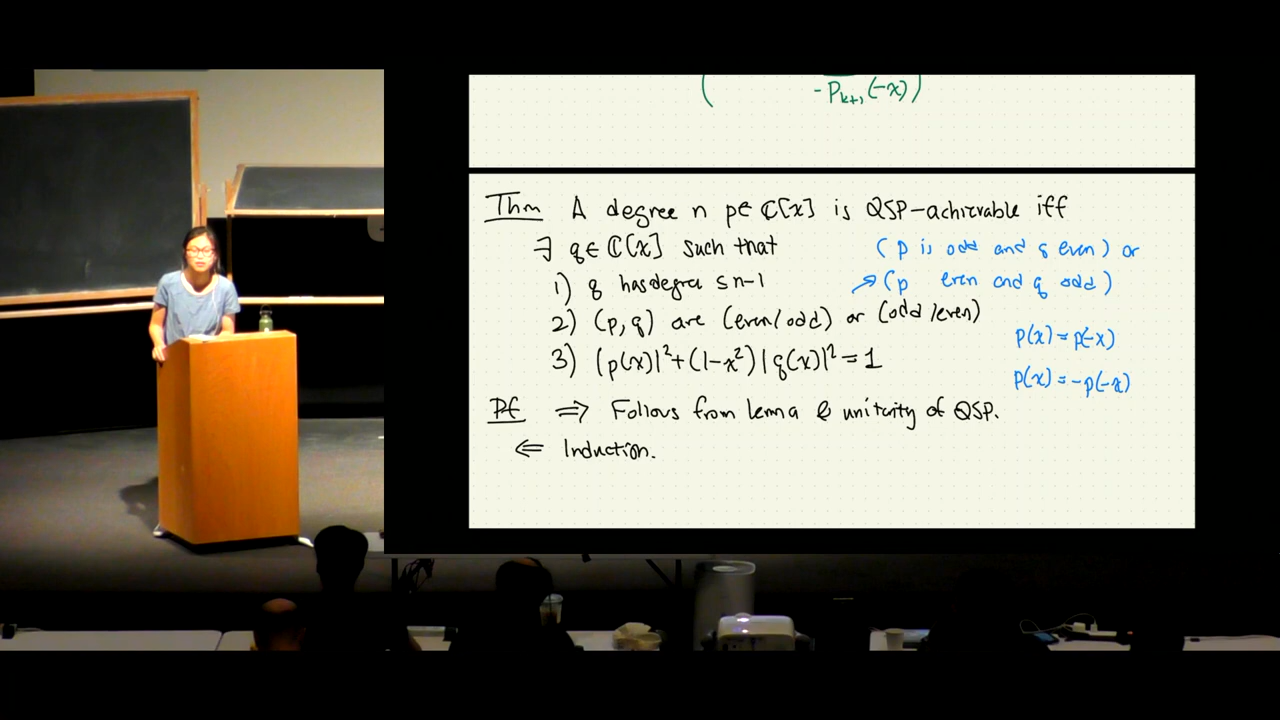 - P_{k+1}(-x))
Thm A degree n p∈ ℂ[x] is QSP-achievable iff
∃ q∈ ℂ[x] such that
(p is odd and q even) or
1) q has degree ≤ n-1
→ (p even and q odd)
2) (p,q) are (even/odd) or (odd/even)
p(x) = p(-x)
3) |p(x)|²+(1-x²)|q(x)|²=1
p(x) = -p(-x)
Pf ⇒ Follows from lemma & unitarity of QSP.
⇐ Induction.